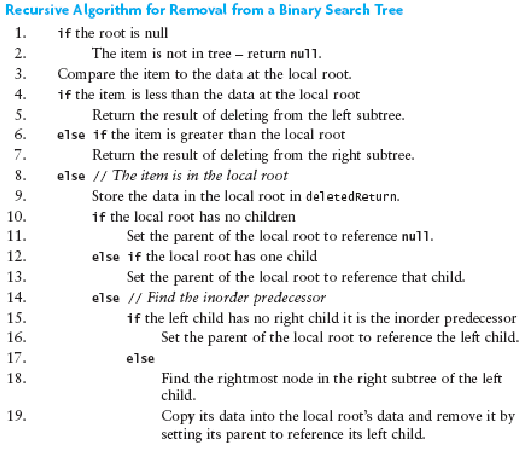 Recursive Algorithm for Removal from a Binary Search Tree
1. if the root is null
2. The item is not in tree – return null.
3. Compare the item to the data at the local root.
4. if the item is less than the data at the local root
5. Return the result of deleting from the left subtree.
6. else if the item is greater than the local root
7. Return the result of deleting from the right subtree.
8. else // The item is in the local root
9. Store the data in the local root in deletedReturn.
10. if the local root has no children
11. Set the parent of the local root to reference null.
12. else if the local root has one child
13. Set the parent of the local root to reference that child.
14. else // Find the inorder predecessor
15. if the left child has no right child it is the inorder predecessor
16. Set the parent of the local root to reference the left child.
17. else
18. Find the rightmost node in the right subtree of the left
child.
19. Copy its data into the local root's data and remove it by
setting its parent to reference its left child.